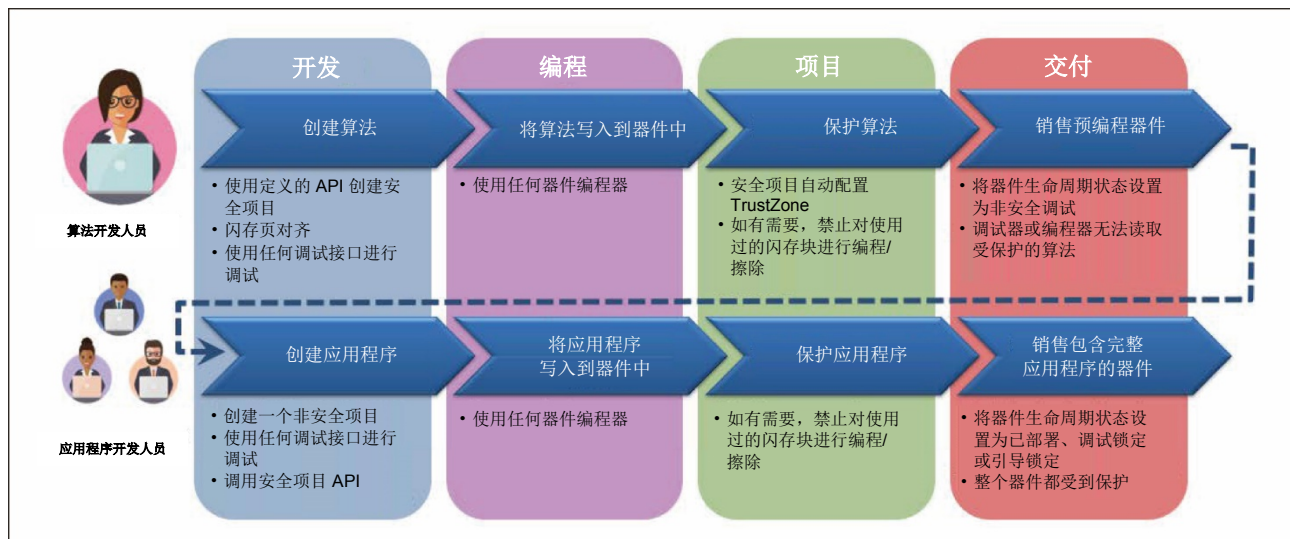 开发
编程
项目
交付
创建算法
将算法写入到器件中
保护算法
销售预编程器件
• 使用定义的 API 创建安
全项目
• 闪存页对齐
• 使用任何调试接口进行
调试
• 使用任何器件编程器
• 安全项目自动配置
TrustZone
• 如有需要，禁止对使用
过的闪存块进行编程/
擦除
• 将器件生命周期状态设置
为非安全调试
• 调试器或编程器无法读取
受保护的算法
算法开发人员
创建应用程序
将应用程序
写入到器件中
保护应用程序
销售包含完整
应用程序的器件
• 创建一个非安全项目
• 使用任何调试接口进行
调试
• 调用安全项目 API
• 使用任何器件编程器
• 如有需要，禁止对使用
过的闪存块进行编程/
擦除
• 将器件生命周期状态设
置为已部署、调试锁定
或引导锁定
• 整个器件都受到保护
应用程序开发人员